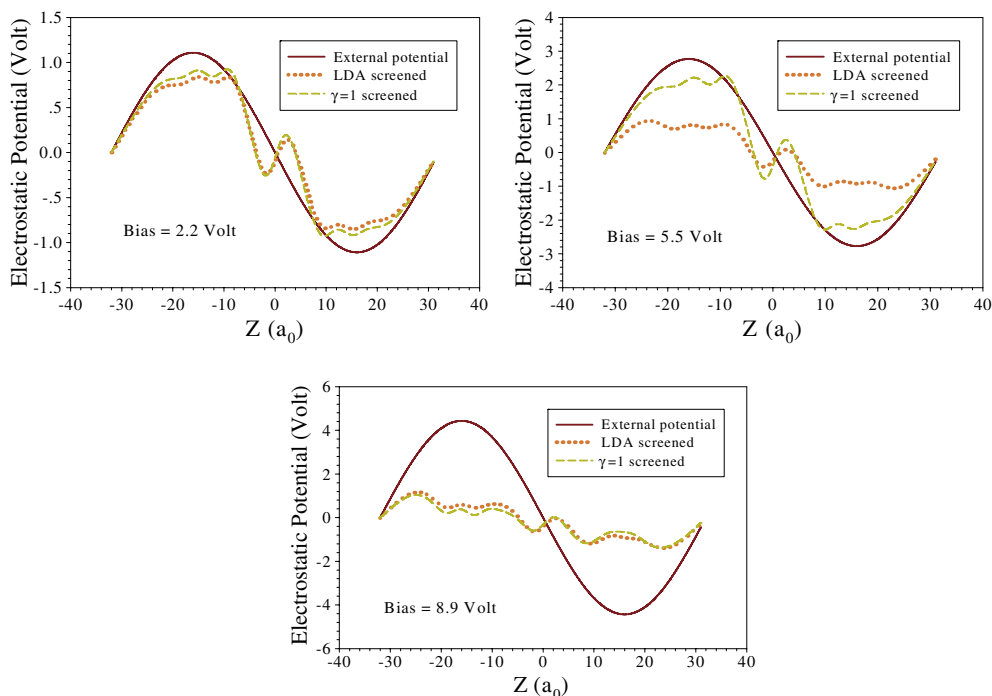 1.5
1.0
0.5
0.0
-.5
-1.0
1.5
Electrostatic Potential (Volt)
External potential
LDA screened
γ=1 screened
Bias = 2.2 Volt
-40 -30 -20 -10 0 10 20 30 40
Z (a0)
4
3
2
1
0
-1
-2
-3
4
Electrostatic Potential (Volt)
External potential
LDA screened
γ=1 screened
Bias = 5.5 Volt
-40 -30 -20 -10 0 10 20 30 40
Z (a0)
6
4
2
0
-2
-4
-6
Electrostatic Potential (Volt)
External potential
LDA screened
γ=1 screened
Bias = 8.9 Volt
-40 -30 -20 -10 0 10 20 30 40
Z (a0)